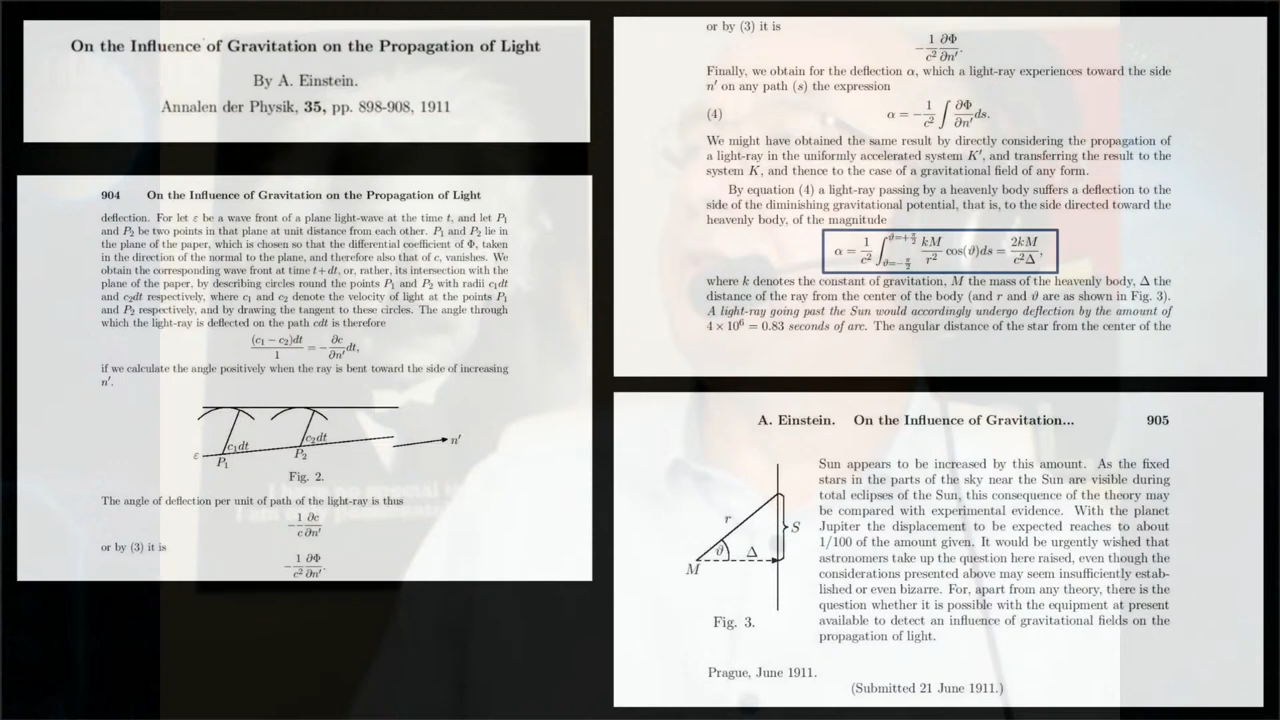 On the Influence of Gravitation on the Propagation of Light
By A. Einstein.
Annalen der Physik, 35, pp. 898-908, 1911
904 On the Influence of Gravitation on the Propagation of Light
deflection. For let ε be a wave front of a plane light-wave at the time t, and let P₁
and P₂ be two points in that plane at unit distance from each other. P₁ and P₂ lie in
the plane of the paper, which is chosen so that the differential coefficient of Φ, taken
in the direction of the normal to the plane, and therefore also that of c, vanishes. We
obtain the corresponding wave front at time t+dt, or, rather, its intersection with the
plane of the paper, by describing circles round the points P₁ and P₂ with radii c₁dt
and c₂dt respectively, where c₁ and c₂ denote the velocity of light at the points P₁
and P₂ respectively, and by drawing the tangent to these circles. The angle through
which the light-ray is deflected on the path cdt is therefore
(c₁ − c₂)dt / 1 = − ∂c/∂n′ dt,
if we calculate the angle positively when the ray is bent toward the side of increasing
n′.
c₁dt
c₂dt
n′
ε
P₁
P₂
Fig. 2.
The angle of deflection per unit of path of the light-ray is thus
− 1/c ∂c/∂n′
or by (3) it is
− 1/c² ∂Φ/∂n′.
or by (3) it is
− 1/c² ∂Φ/∂n′.
Finally, we obtain for the deflection α, which a light-ray experiences toward the side
n′ on any path (s) the expression
(4) α = − 1/c² ∫ ∂Φ/∂n′ ds.
We might have obtained the same result by directly considering the propagation of
a light-ray in the uniformly accelerated system K′, and transferring the result to the
system K, and thence to the case of a gravitational field of any form.
By equation (4) a light-ray passing by a heavenly body suffers a deflection to the
side of the diminishing gravitational potential, that is, to the side directed toward the
heavenly body, of the magnitude
α = 1/c² ∫_{ϑ=−π/2}^{ϑ=+π/2} kM/r² cos(ϑ)ds = 2kM/c²Δ,
where k denotes the constant of gravitation, M the mass of the heavenly body, Δ the
distance of the ray from the center of the body (and r and ϑ are as shown in Fig. 3).
A light-ray going past the Sun would accordingly undergo deflection by the amount of
4 × 10⁶ = 0.83 seconds of arc. The angular distance of the star from the center of the
A. Einstein. On the Influence of Gravitation... 905
r
S
ϑ
Δ
M
Fig. 3.
Sun appears to be increased by this amount. As the fixed
stars in the parts of the sky near the Sun are visible during
total eclipses of the Sun, this consequence of the theory may
be compared with experimental evidence. With the planet
Jupiter the displacement to be expected reaches to about
1/100 of the amount given. It would be urgently wished that
astronomers take up the question here raised, even though the
considerations presented above may seem insufficiently estab-
lished or even bizarre. For, apart from any theory, there is the
question whether it is possible with the equipment at present
available to detect an influence of gravitational fields on the
propagation of light.
Prague, June 1911.
(Submitted 21 June 1911.)